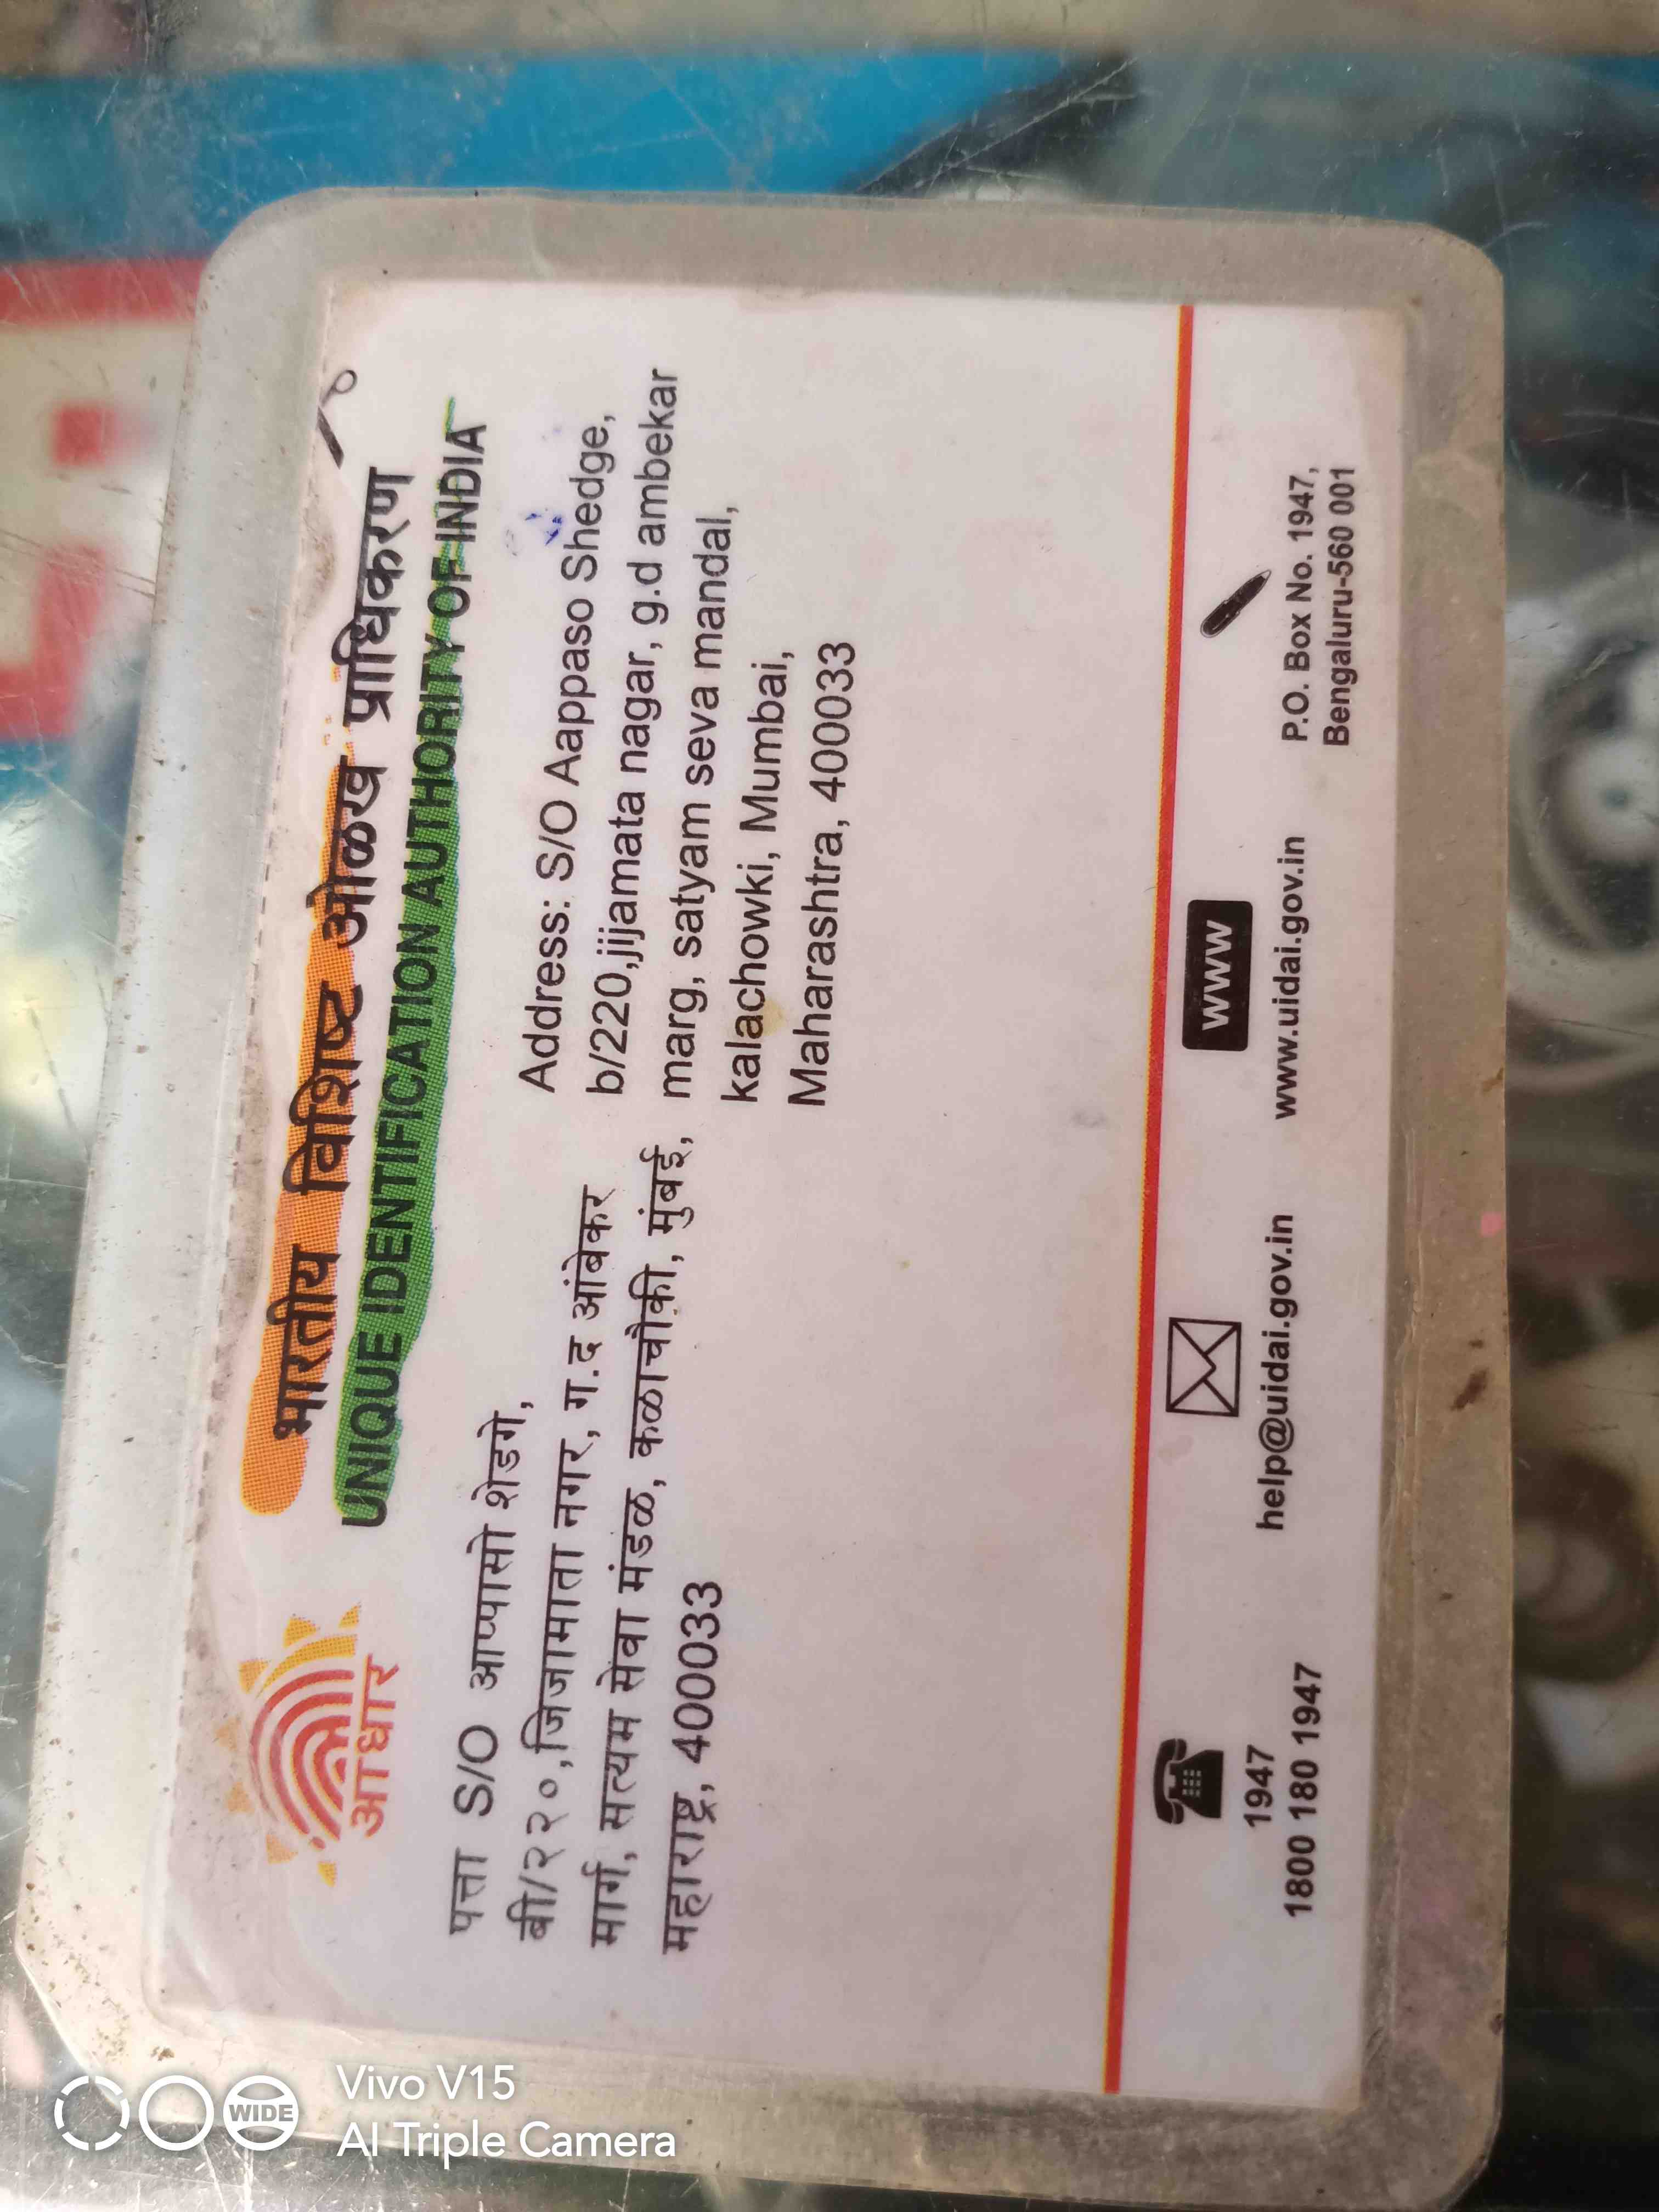 भारतीय विशिष्ट ओळख प्राधिकरण
UNIQUE IDENTIFICATION AUTHORITY OF INDIA
आधार
पत्ता S/O आप्पासो शेडगे,
बी/२२०,जिजामाता नगर, ग.द आंबेकर
मार्ग, सत्यम सेवा मंडळ, कळाचौकी, मुंबई,
महाराष्ट्र, 400033
Address: S/O Aappaso Shedge,
b/220,jijamata nagar, g.d ambekar
marg, satyam seva mandal,
kalachowki, Mumbai,
Maharashtra, 400033
1947
1800 180 1947
help@uidai.gov.in
WWW
www.uidai.gov.in
P.O. Box No. 1947,
Bengaluru-560 001
WIDE
Vivo V15
AI Triple Camera